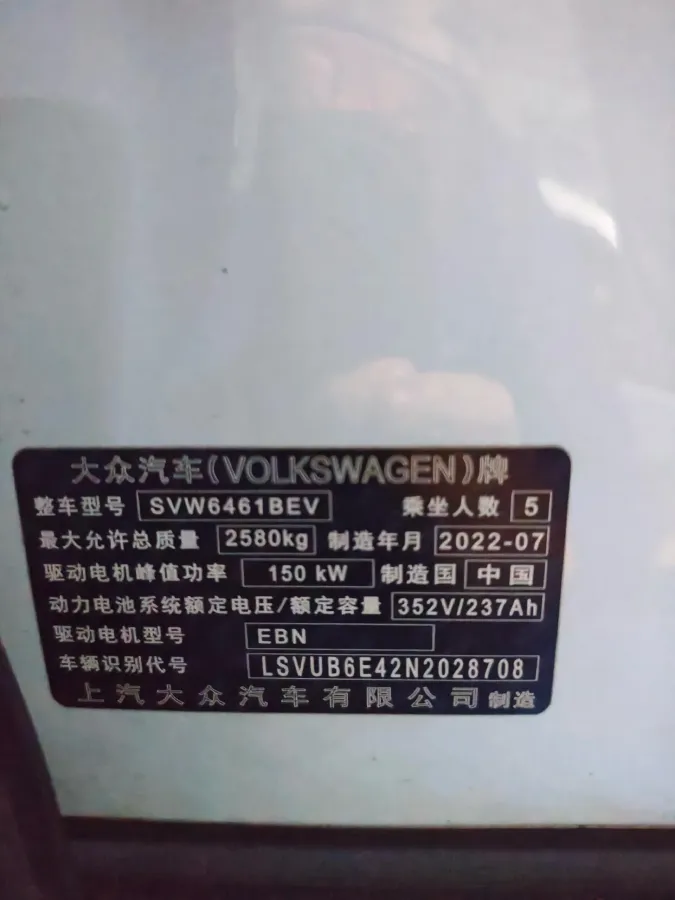 大众汽车(VOLKSWAGEN)牌
整车型号 SVW6461BEV 乘坐人数 5
最大允许总质量 2580kg 制造年月 2022-07
驱动电机峰值功率 150 kW 制造国 中国
动力电池系统额定电压/额定容量 352V/237Ah
驱动电机型号 EBN
车辆识别代号 LSVUB6E42N2028708
上汽大众汽车有限公司 制造